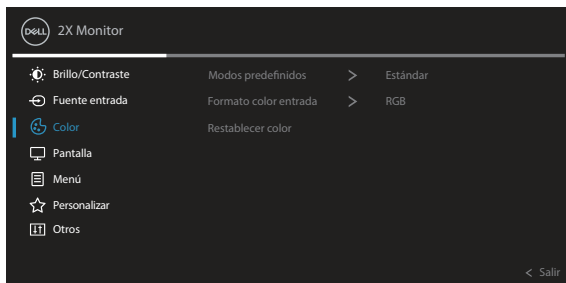 DELL 2X Monitor
Brillo/Contraste Modos predefinidos > Estándar
Fuente entrada Formato color entrada > RGB
Color Restablecer color
Pantalla
Menú
Personalizar
Otros
< Salir